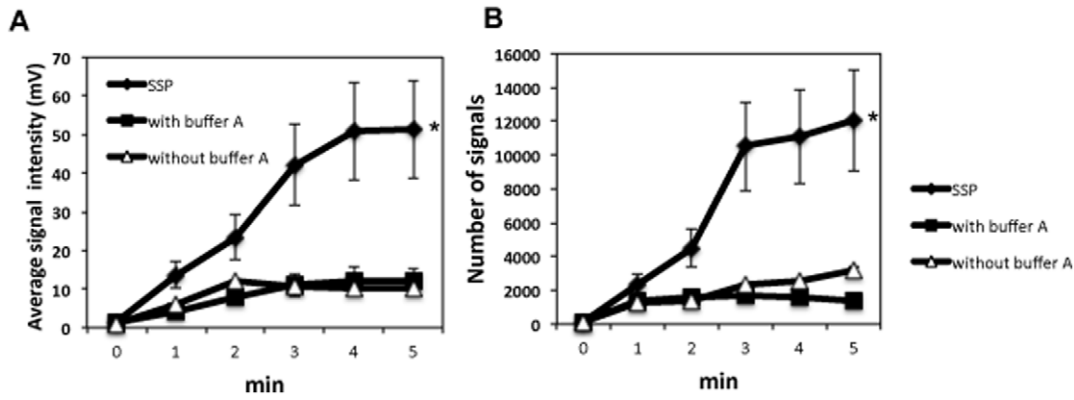 A
Average signal intensity (mV)
70
60
50
40
30
20
10
0
SSP
with buffer A
without buffer A
*
0 1 2 3 4 5
min
B
Number of signals
16000
14000
12000
10000
8000
6000
4000
2000
0
*
0 1 2 3 4 5
min
SSP
with buffer A
without buffer A